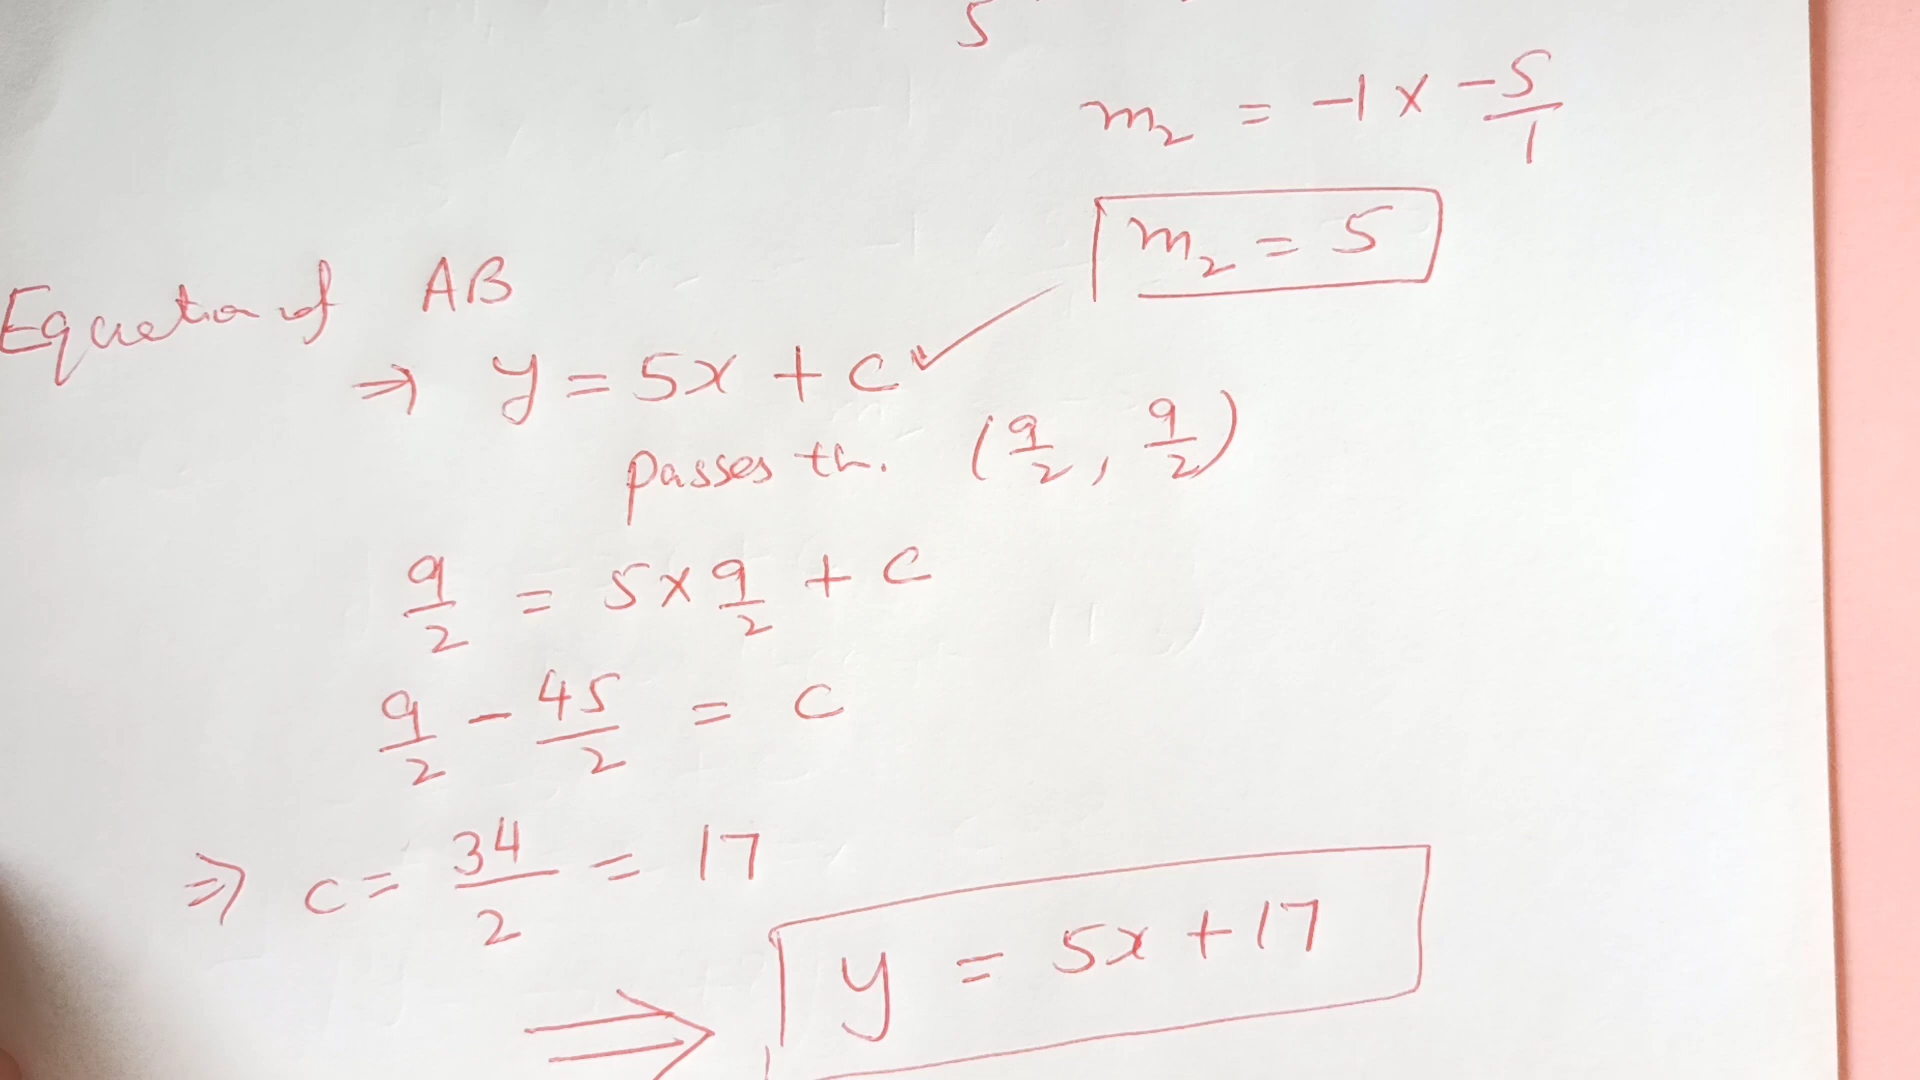 5
m₂ = -1 × -5/1
m₂ = 5
Equation of AB
⇒ y = 5x + c
passes th. (9/2, 9/2)
9/2 = 5 × 9/2 + c
9/2 - 45/2 = c
⇒ c = 34/2 = 17
⇒ y = 5x + 17